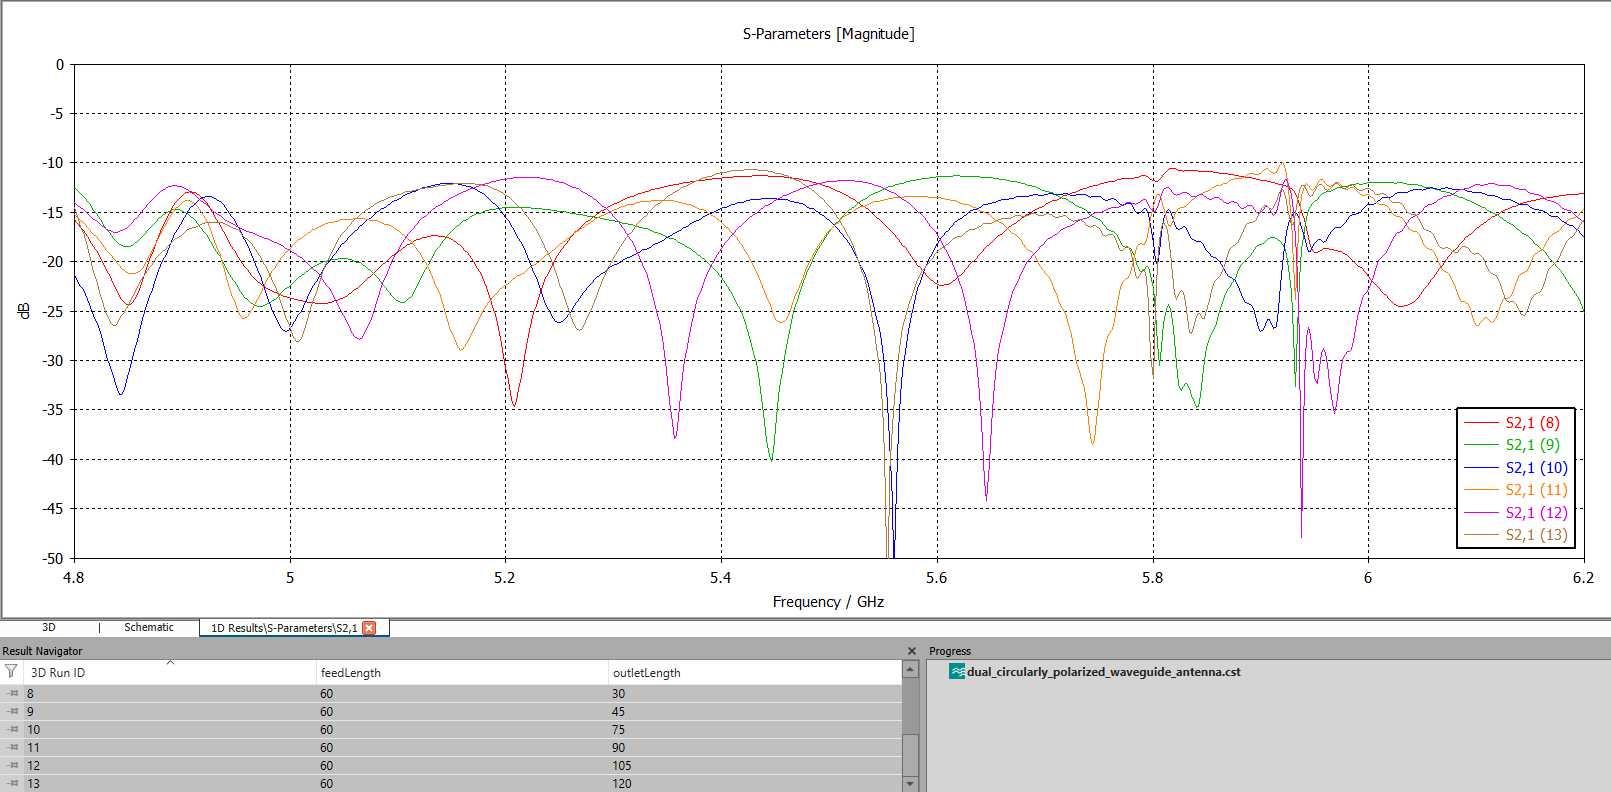 S-Parameters [Magnitude]
0
-5
-10
-15
-20
-25
-30
-35
-40
-45
-50
dB
4.8 5 5.2 5.4 5.6 5.8 6 6.2
Frequency / GHz
S2,1 (8)
S2,1 (9)
S2,1 (10)
S2,1 (11)
S2,1 (12)
S2,1 (13)
3D | Schematic 1D Results\S-Parameters\S2,1
Result Navigator
3D Run ID feedLength outletLength
8 60 30
9 60 45
10 60 75
11 60 90
12 60 105
13 60 120
Progress
dual_circularly_polarized_waveguide_antenna.cst